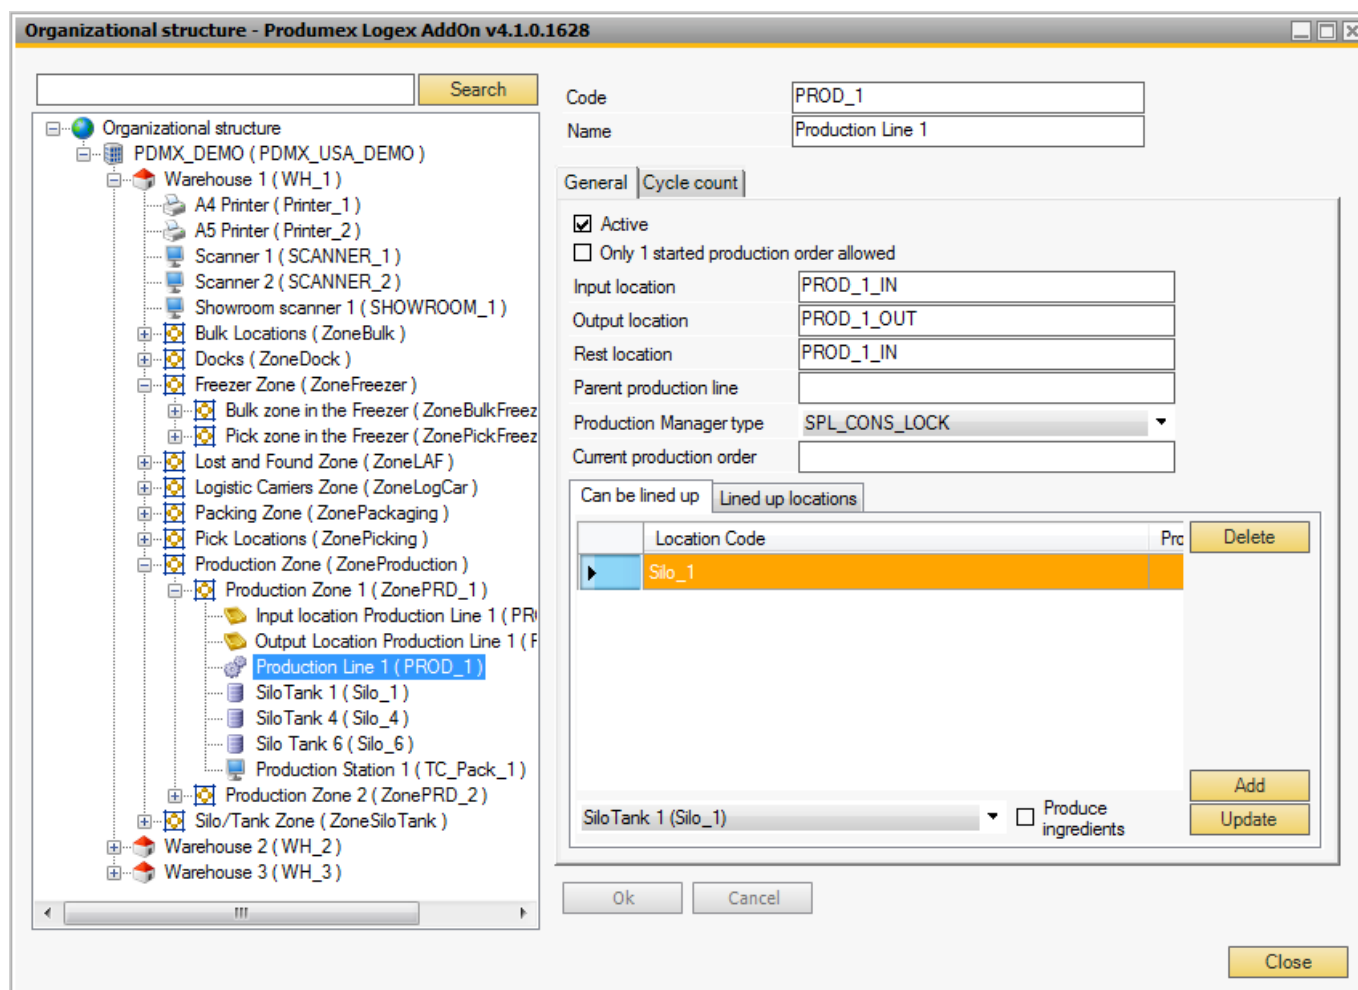 Organizational structure - Produmex Logex AddOn v4.1.0.1628
Search
Organizational structure
PDMX_DEMO ( PDMX_USA_DEMO )
Warehouse 1 ( WH_1 )
A4 Printer ( Printer_1 )
A5 Printer ( Printer_2 )
Scanner 1 ( SCANNER_1 )
Scanner 2 ( SCANNER_2 )
Showroom scanner 1 ( SHOWROOM_1 )
Bulk Locations ( ZoneBulk )
Docks ( ZoneDock )
Freezer Zone ( ZoneFreezer )
Bulk zone in the Freezer ( ZoneBulkFreez
Pick zone in the Freezer ( ZonePickFreez
Lost and Found Zone ( ZoneLAF )
Logistic Carriers Zone ( ZoneLogCar )
Packing Zone ( ZonePackaging )
Pick Locations ( ZonePicking )
Production Zone ( ZoneProduction )
Production Zone 1 ( ZonePRD_1 )
Input location Production Line 1 ( PR
Output Location Production Line 1 (
Production Line 1 ( PROD_1 )
SiloTank 1 ( Silo_1 )
SiloTank 4 ( Silo_4 )
Silo Tank 6 ( Silo_6 )
Production Station 1 ( TC_Pack_1 )
Production Zone 2 ( ZonePRD_2 )
Silo/Tank Zone ( ZoneSiloTank )
Warehouse 2 ( WH_2 )
Warehouse 3 ( WH_3 )
Code PROD_1
Name Production Line 1
General Cycle count
Active
Only 1 started production order allowed
Input location PROD_1_IN
Output location PROD_1_OUT
Rest location PROD_1_IN
Parent production line
Production Manager type SPL_CONS_LOCK
Current production order
Can be lined up Lined up locations
Location Code Pro
Silo_1
Delete
Add
SiloTank 1 (Silo_1)
Produce
ingredients
Update
Ok Cancel
Close